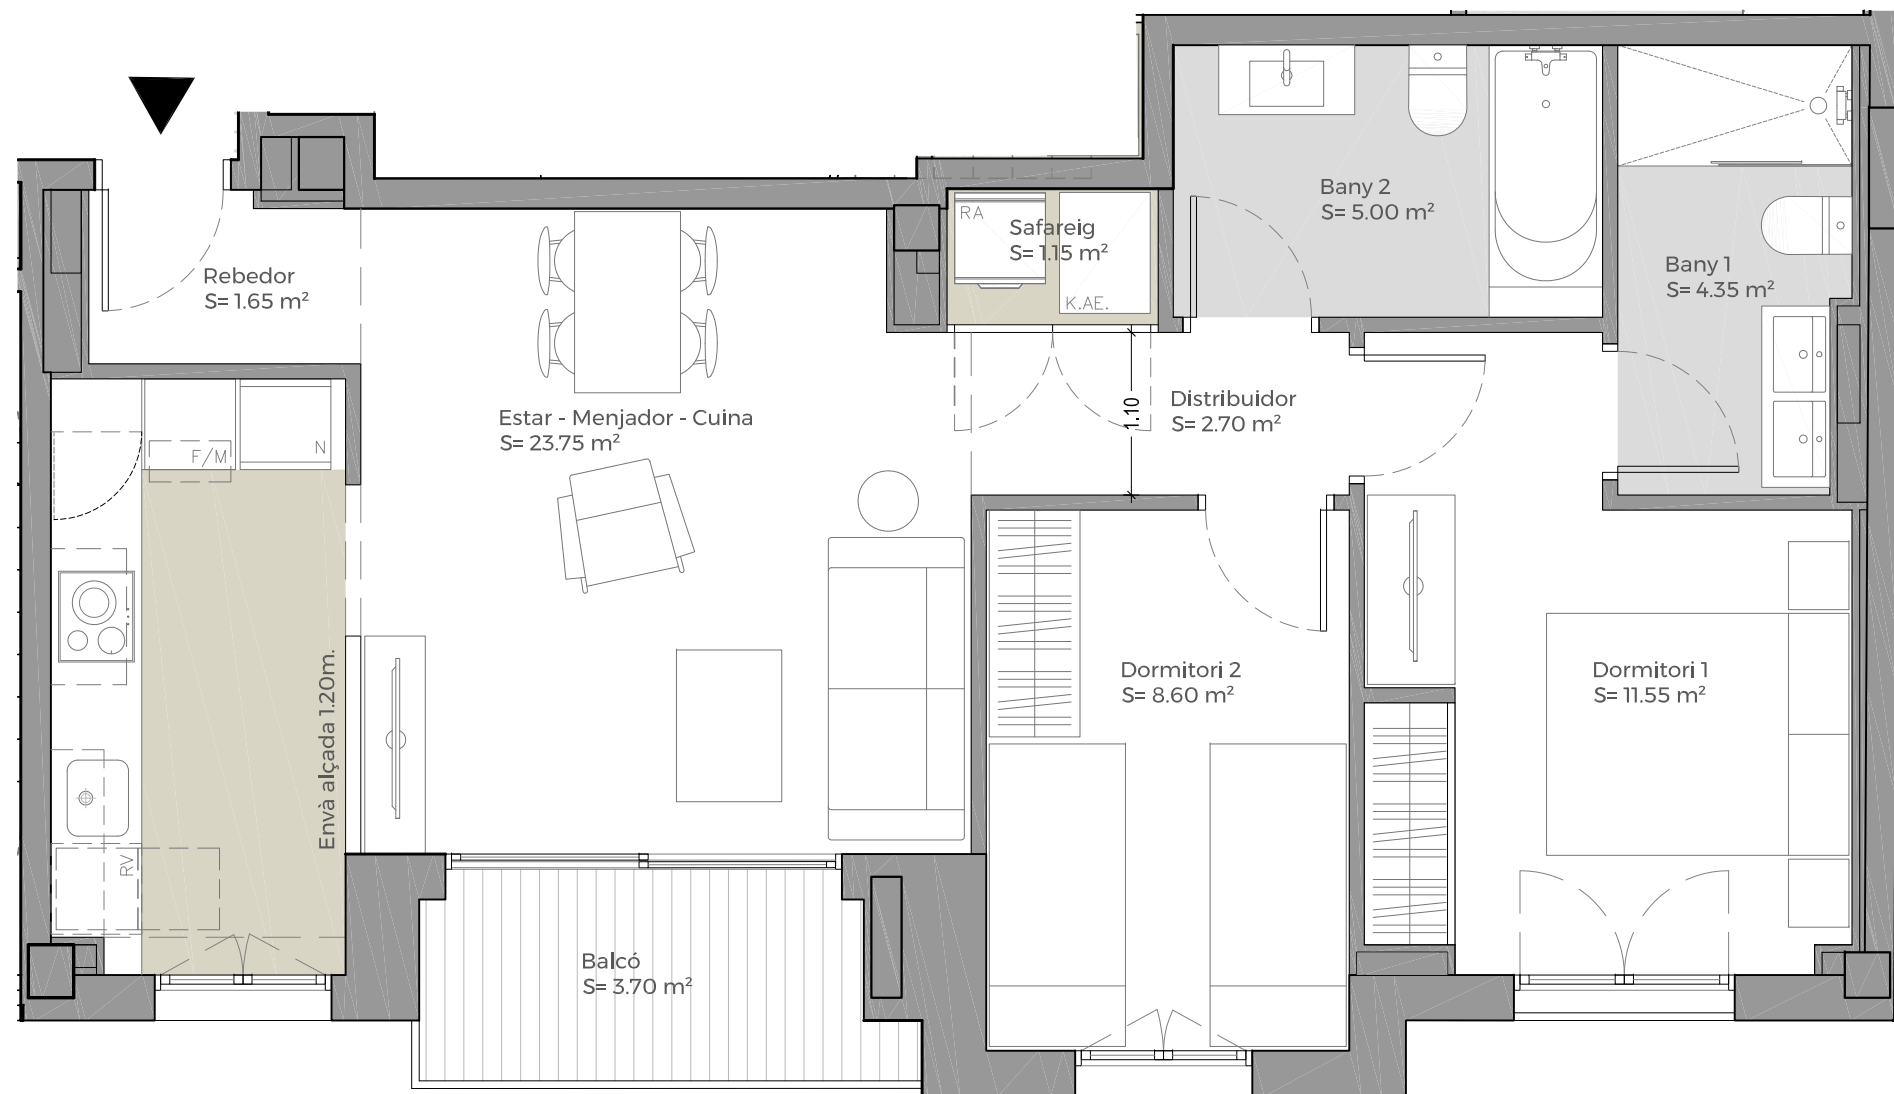 Bany 2
S= 5.00 m²
RA
Safareig
S= 1.15 m²
K.AE.
Rebedor
S= 1.65 m²
Bany 1
S= 4.35 m²
Estar - Menjador - Cuina
S= 23.75 m²
1.10
Distribuidor
S= 2.70 m²
F/M
N
Envà alçada 1.20m.
Dormitori 2
S= 8.60 m²
Dormitori 1
S= 11.55 m²
RV
Balcó
S= 3.70 m²